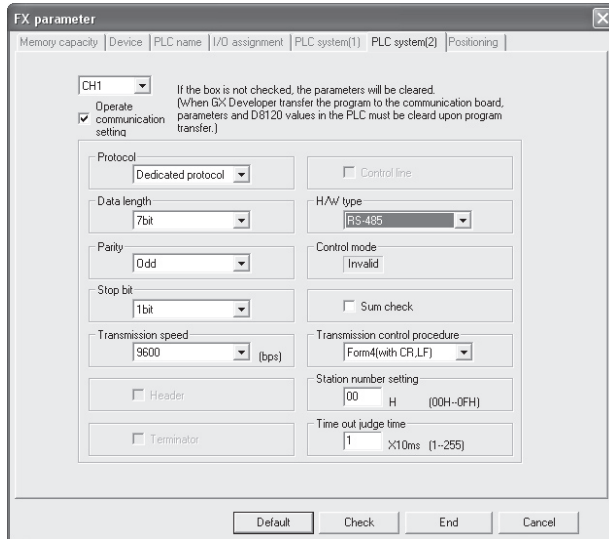 FX parameter
Memory capacity Device PLC name I/O assignment PLC system(1) PLC system(2) Positioning
CH1
If the box is not checked, the parameters will be cleared.
(When GX Developer transfer the program to the communication board,
parameters and D8120 values in the PLC must be cleard upon program
transfer.)
Operate
communication
setting
Protocol
Dedicated protocol
Control line
Data length
7bit
H/W type
RS-485
Parity
Odd
Control mode
Invalid
Stop bit
1bit
Sum check
Transmission speed
9600 (bps)
Transmission control procedure
Form4(with CR,LF)
Header
Station number setting
00 H (00H--0FH)
Terminator
Time out judge time
1 X10ms (1--255)
Default Check End Cancel